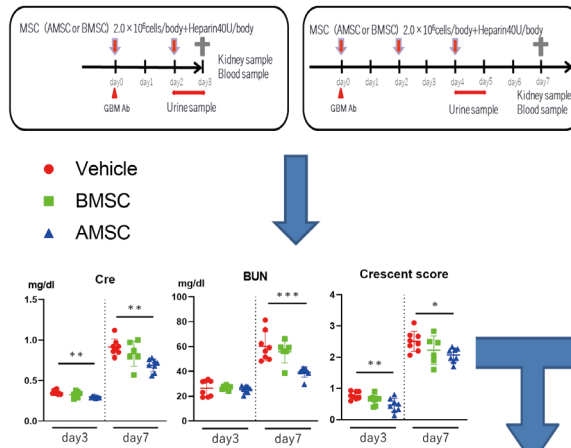 MSC (AMSC or BMSC) 2.0×10⁶cells/body+Heparin40U/body
Kidney sample
Blood sample
day0 day1 day2 day3
GBM Ab
Urine sample
MSC (AMSC or BMSC) 2.0×10⁶cells/body+Heparin40U/body
day0 day1 day2 day3 day4 day5 day6 day7
GBM Ab
Urine sample
Kidney sample
Blood sample
Vehicle
BMSC
AMSC
mg/dl
Cre
1.5
1.0
0.5
0.0
**
**
day3 day7
mg/dl
BUN
100
80
60
40
20
0
***
day3 day7
Crescent score
4
3
2
1
0
**
*
day3 day7